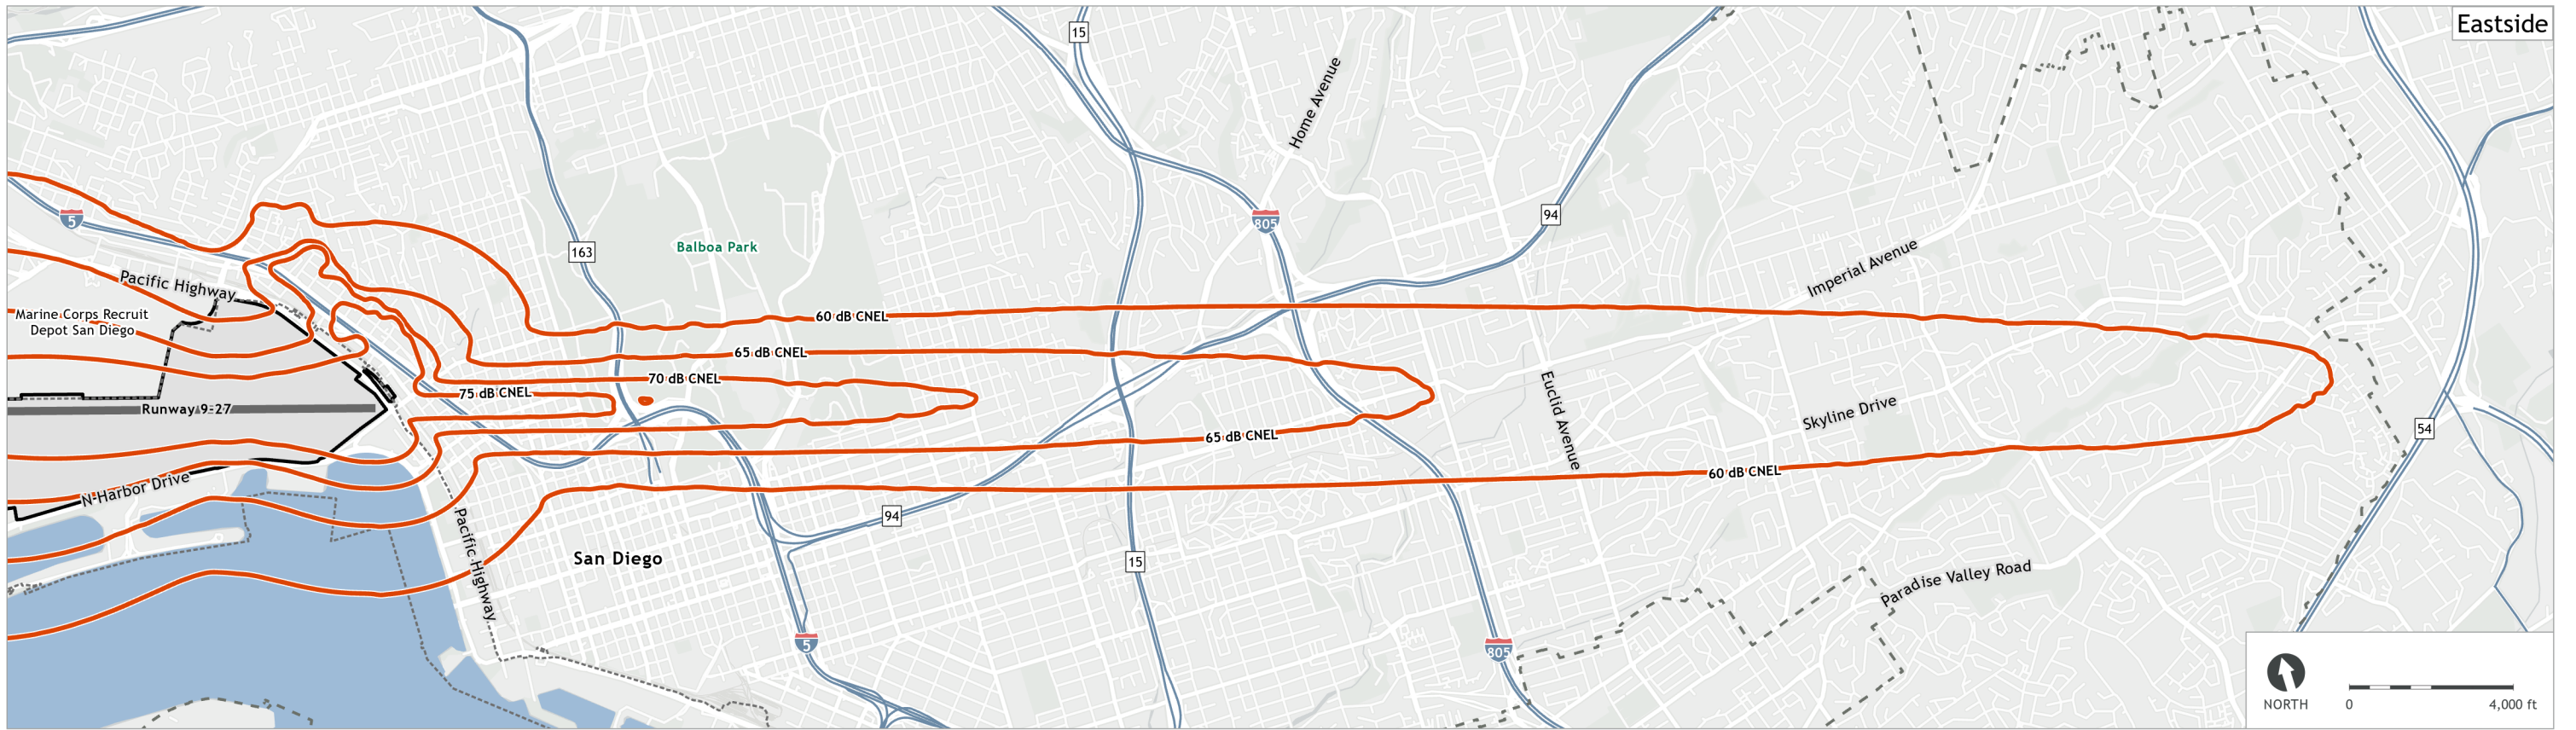 Eastside
15
Home Avenue
5
805
94
163
Balboa Park
Imperial Avenue
Pacific Highway
Marine Corps Recruit
Depot San Diego
60 dB CNEL
65 dB CNEL
70 dB CNEL
75 dB CNEL
Runway 9-27
Euclid Avenue
Skyline Drive
54
65 dB CNEL
60 dB CNEL
N Harbor Drive
94
Pacific Highway
San Diego
15
Paradise Valley Road
5
805
NORTH
0
4,000 ft